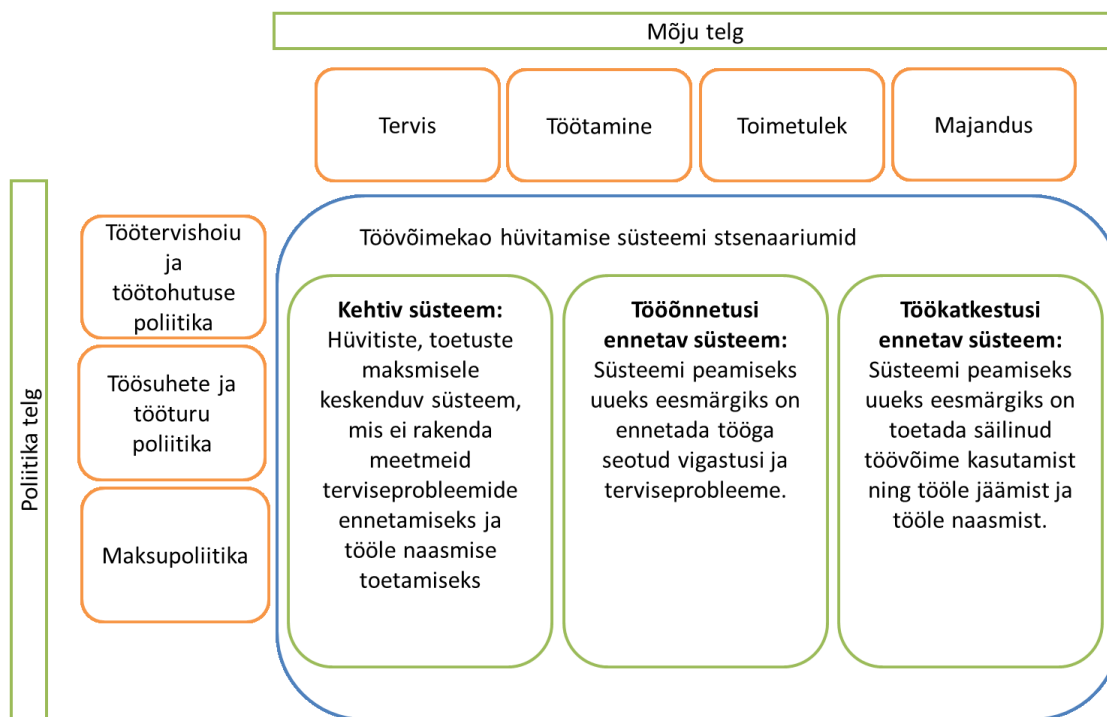 Mõju telg
Tervis
Töötamine
Toimetulek
Majandus
Poliitika telg
Töötervishoiu
ja
töötohutuse
poliitika
Töösuhete ja
tööturu
poliitika
Maksupoliitika
Töövõimekao hüvitamise süsteemi stsenaariumid
Kehtiv süsteem:
Hüvitiste, toetuste
maksmisele
keskenduv süsteem,
mis ei rakenda
meetmeid
terviseprobleemide
ennetamiseks ja
tööle naasmise
toetamiseks
Tööõnnetusi
ennetav süsteem:
Süsteemi peamiseks
uueks eesmärgiks on
ennetada tööga
seotud vigastusi ja
terviseprobleeme.
Töökatkestusi
ennetav süsteem:
Süsteemi peamiseks
uueks eesmärgiks on
toetada säilinud
töövõime kasutamist
ning tööle jäämist ja
tööle naasmist.